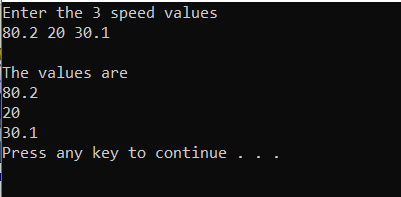 Enter the 3 speed values
80.2 20 30.1
The values are
80.2
20
30.1
Press any key to continue . . .